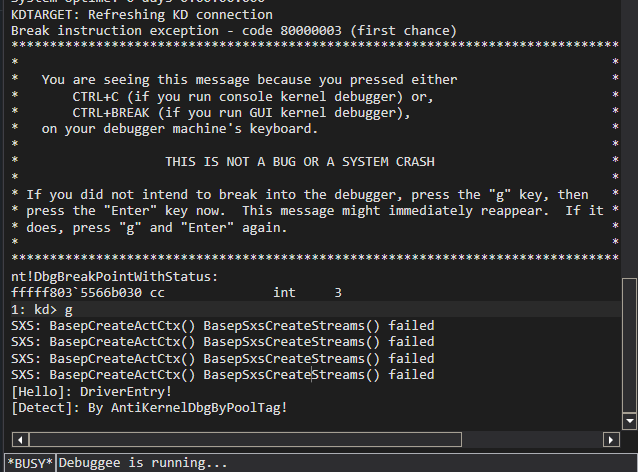 KDTARGET: Refreshing KD connection
Break instruction exception - code 80000003 (first chance)
*******************************************************************************
*                                                                             *
*   You are seeing this message because you pressed either                    *
*       CTRL+C (if you run console kernel debugger) or,                       *
*       CTRL+BREAK (if you run GUI kernel debugger),                          *
*   on your debugger machine's keyboard.                                      *
*                                                                             *
*                   THIS IS NOT A BUG OR A SYSTEM CRASH                       *
*                                                                             *
* If you did not intend to break into the debugger, press the "g" key, then   *
* press the "Enter" key now.  This message might immediately reappear.  If it *
* does, press "g" and "Enter" again.                                          *
*                                                                             *
*******************************************************************************
nt!DbgBreakPointWithStatus:
fffff803`5566b030 cc              int     3
1: kd> g
SXS: BasepCreateActCtx() BasepSxsCreateStreams() failed
SXS: BasepCreateActCtx() BasepSxsCreateStreams() failed
SXS: BasepCreateActCtx() BasepSxsCreateStreams() failed
SXS: BasepCreateActCtx() BasepSxsCreateStreams() failed
[Hello]: DriverEntry!
[Detect]: By AntiKernelDbgByPoolTag!
*BUSY* Debuggee is running...